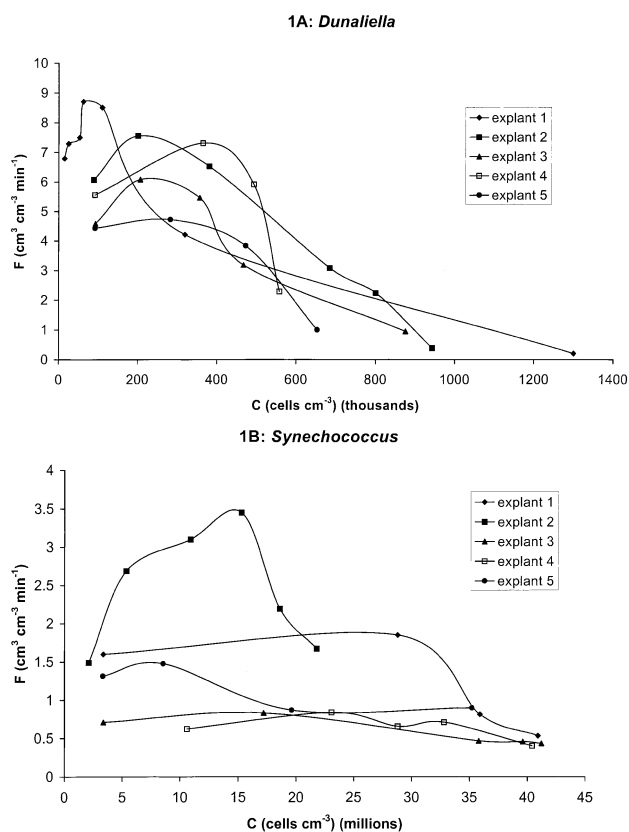 1A: Dunaliella
10
9
8
7
6
5
4
3
2
1
0
F (cm³ cm⁻³ min⁻¹)
explant 1
explant 2
explant 3
explant 4
explant 5
0 200 400 600 800 1000 1200 1400
C (cells cm⁻³) (thousands)
1B: Synechococcus
4
3.5
3
2.5
2
1.5
1
0.5
0
F (cm³ cm⁻³ min⁻¹)
explant 1
explant 2
explant 3
explant 4
explant 5
0 5 10 15 20 25 30 35 40 45
C (cells cm⁻³) (millions)